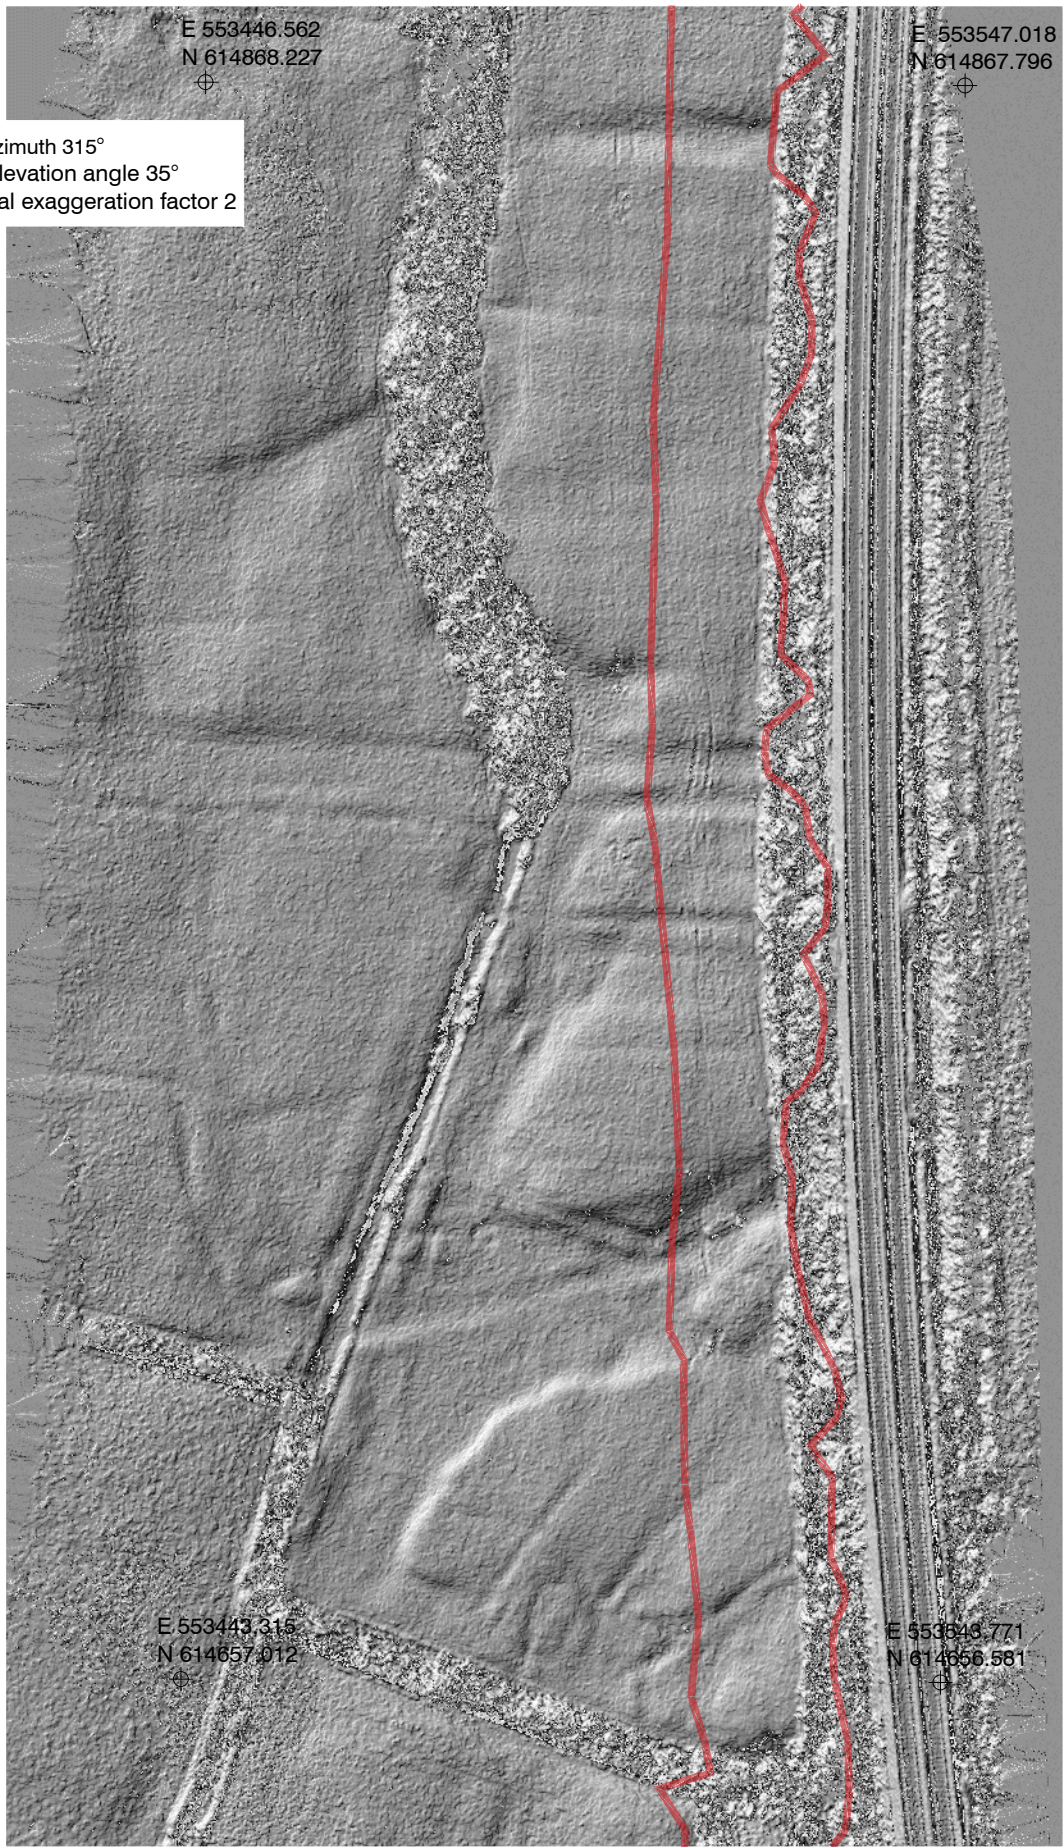 E 553446.562
N 614868.227
E 553547.018
N 614867.796
zimuth 315°
levation angle 35°
al exaggeration factor 2
E 553443.315
N 614657.012
E 553543.771
N 614656.581